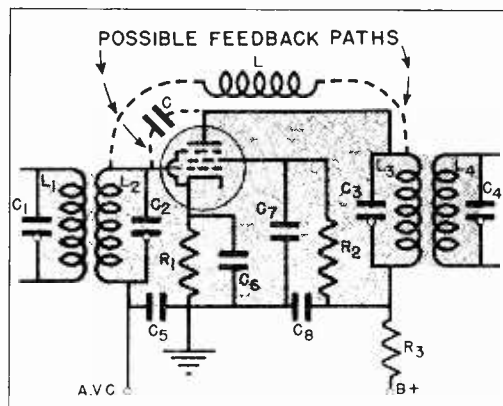 POSSIBLE FEEDBACK PATHS
L
C
L1
L2
L3
L4
C1
C2
C3
C4
C7
R1
R2
C6
C5
C8
R3
A.V.C
B+